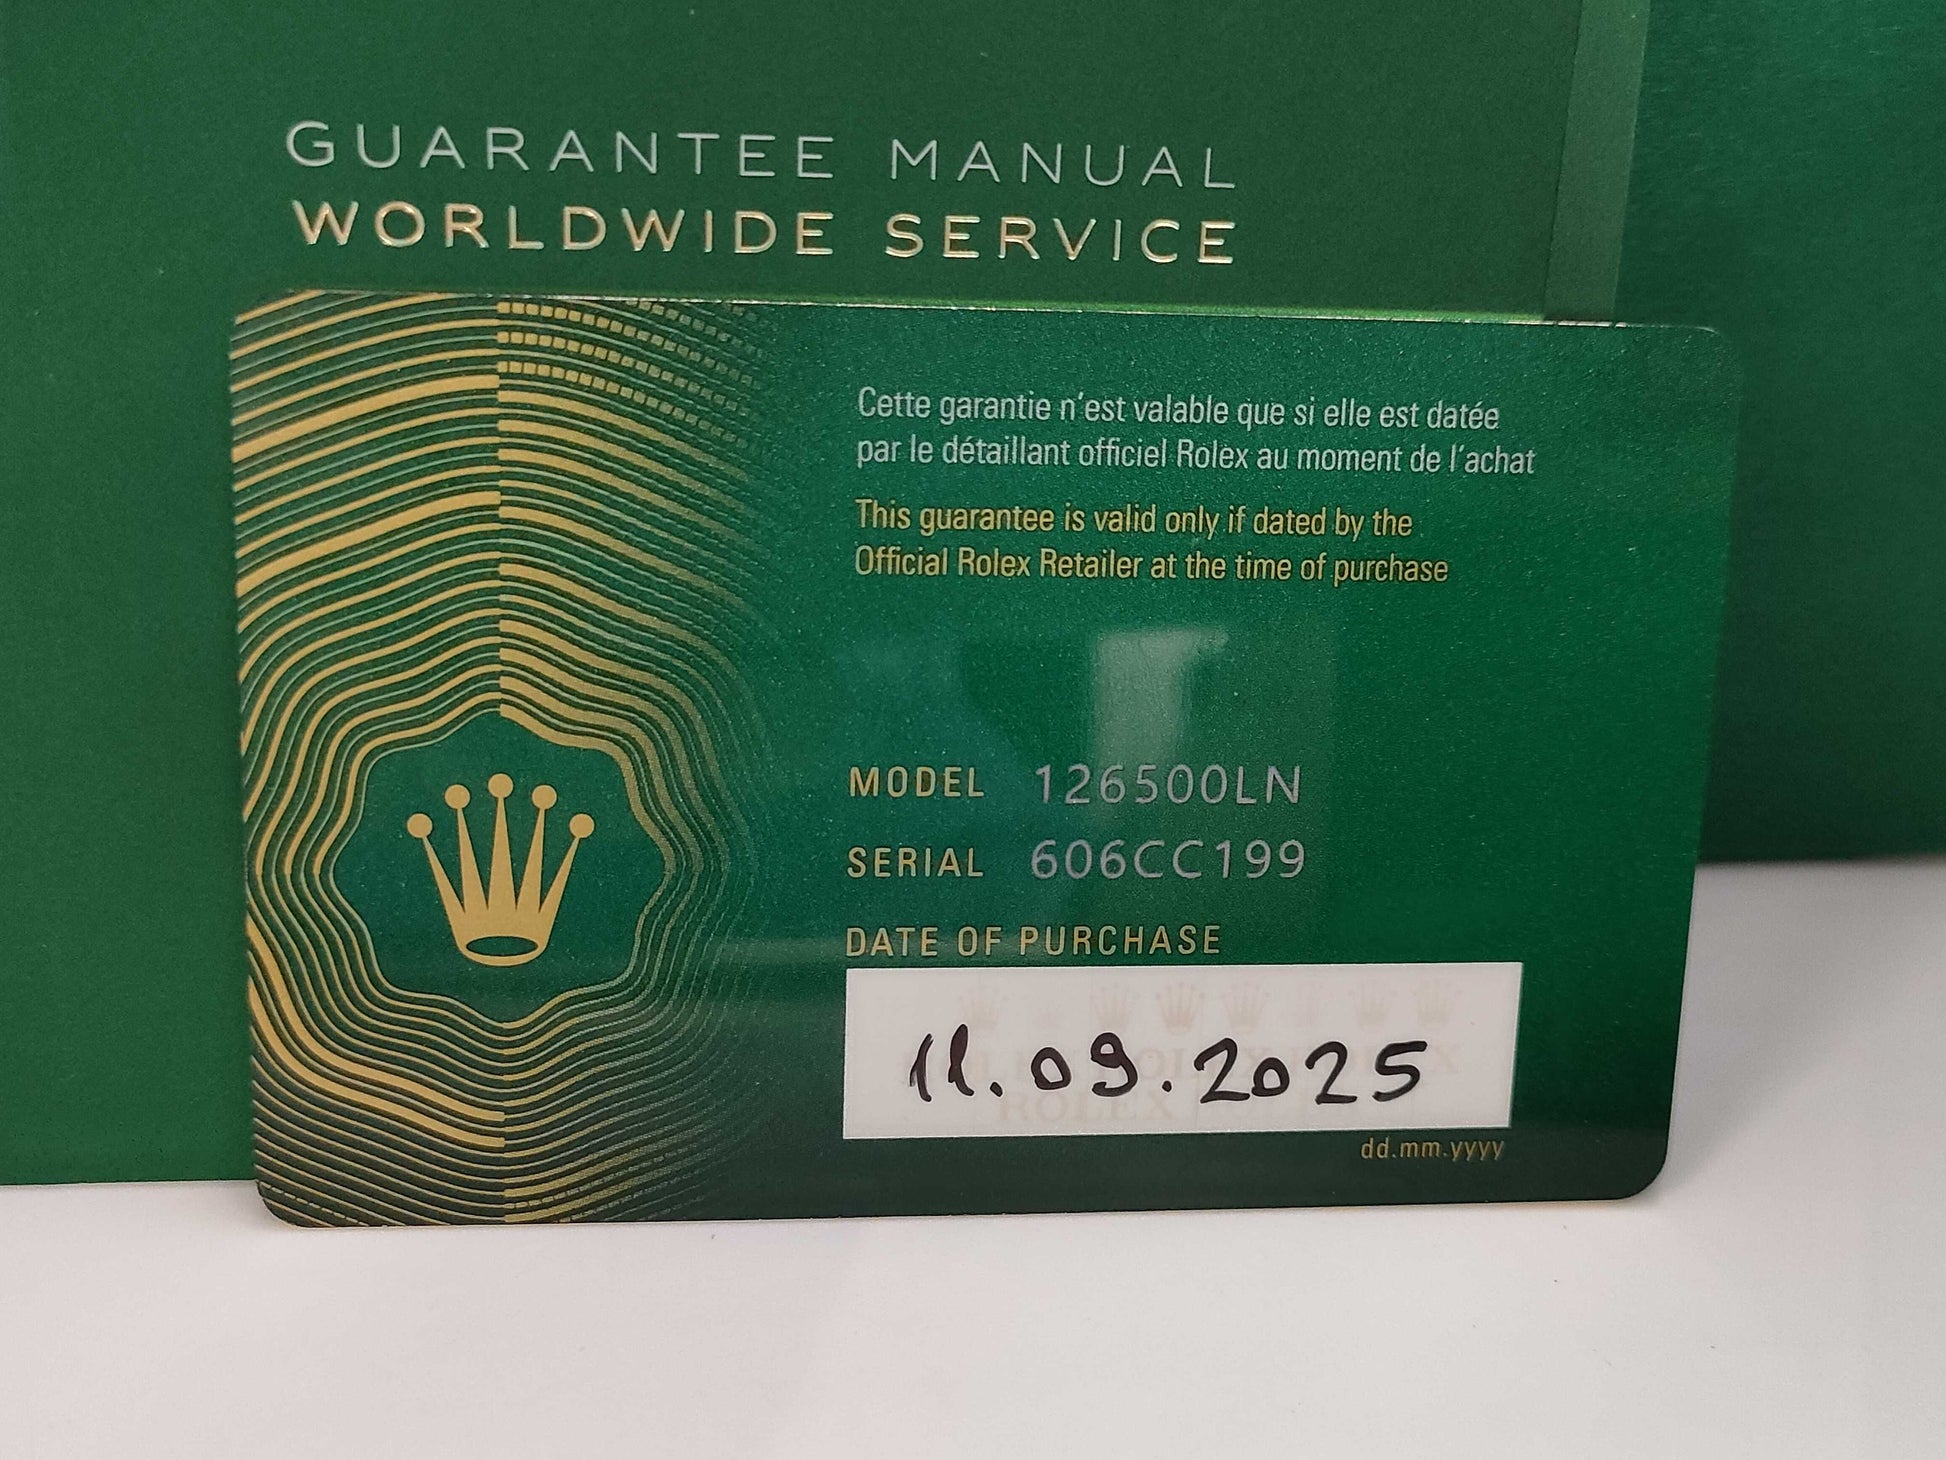 GUARANTEE MANUAL
WORLDWIDE SERVICE
Cette garantie n'est valable que si elle est datée
par le détaillant officiel Rolex au moment de l'achat
This guarantee is valid only if dated by the
Official Rolex Retailer at the time of purchase
MODEL 126500LN
SERIAL 606CC199
DATE OF PURCHASE
11.09.2025
ROLEX
dd.mm.yyyy